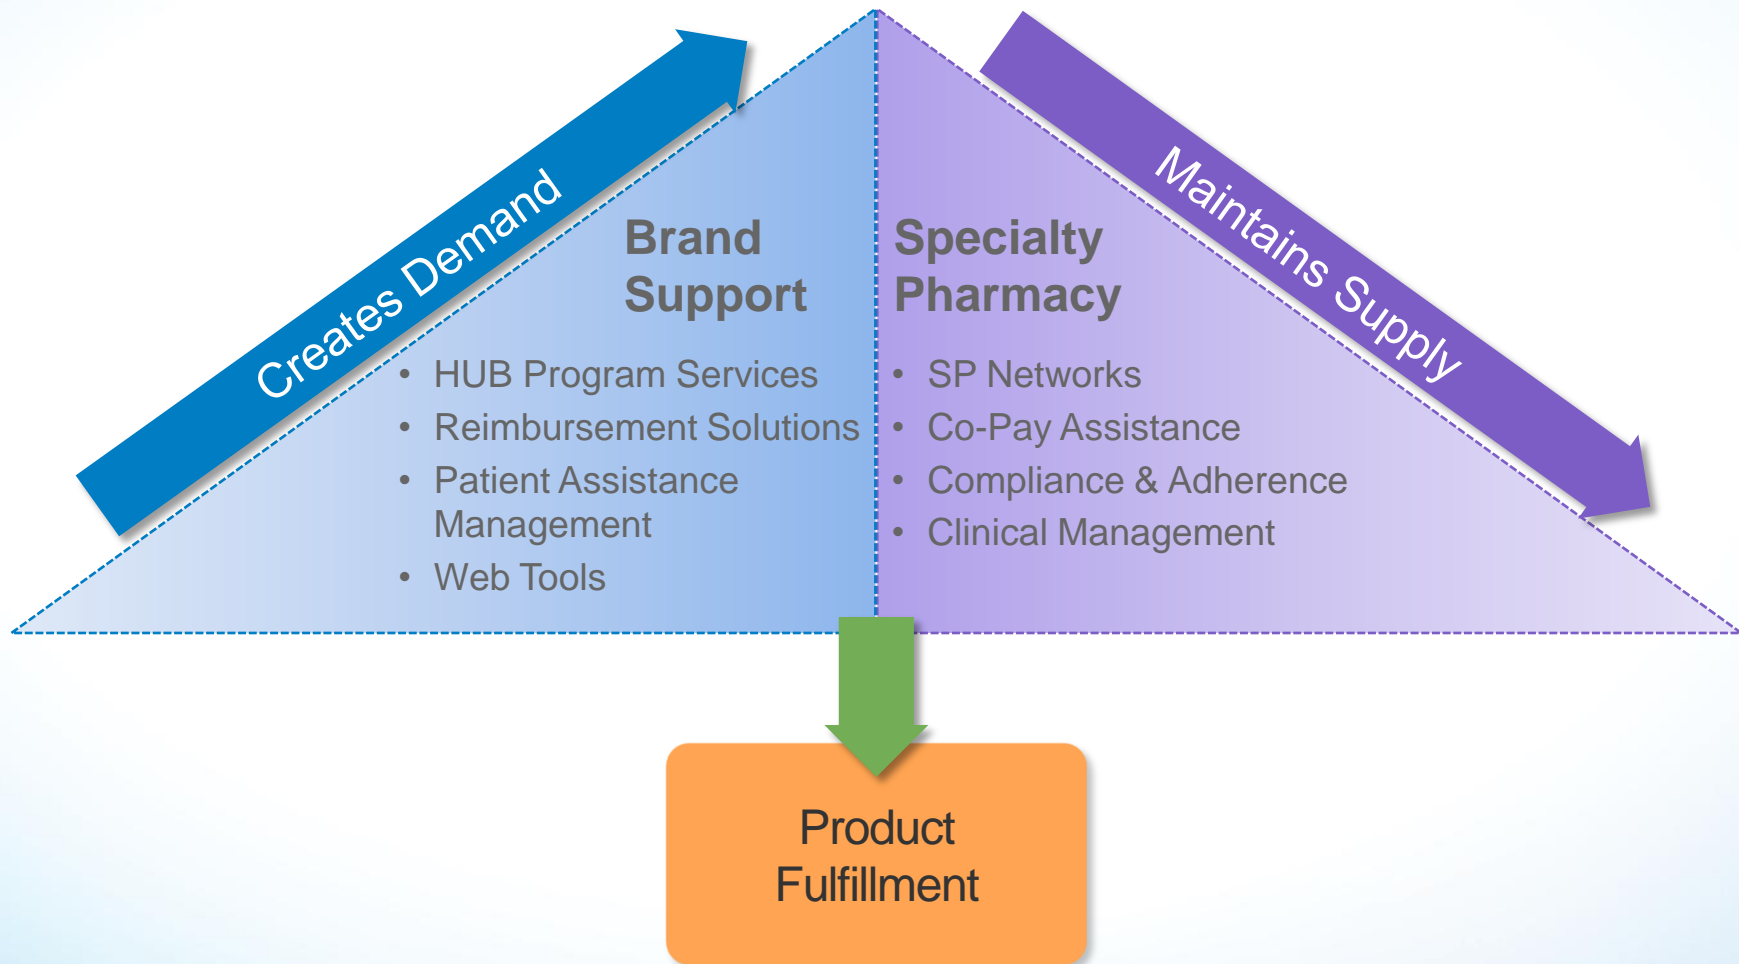 Creates Demand
Brand
Support
• HUB Program Services
• Reimbursement Solutions
• Patient Assistance
Management
• Web Tools
Specialty
Pharmacy
• SP Networks
• Co-Pay Assistance
• Compliance & Adherence
• Clinical Management
Maintains Supply
Product
Fulfillment